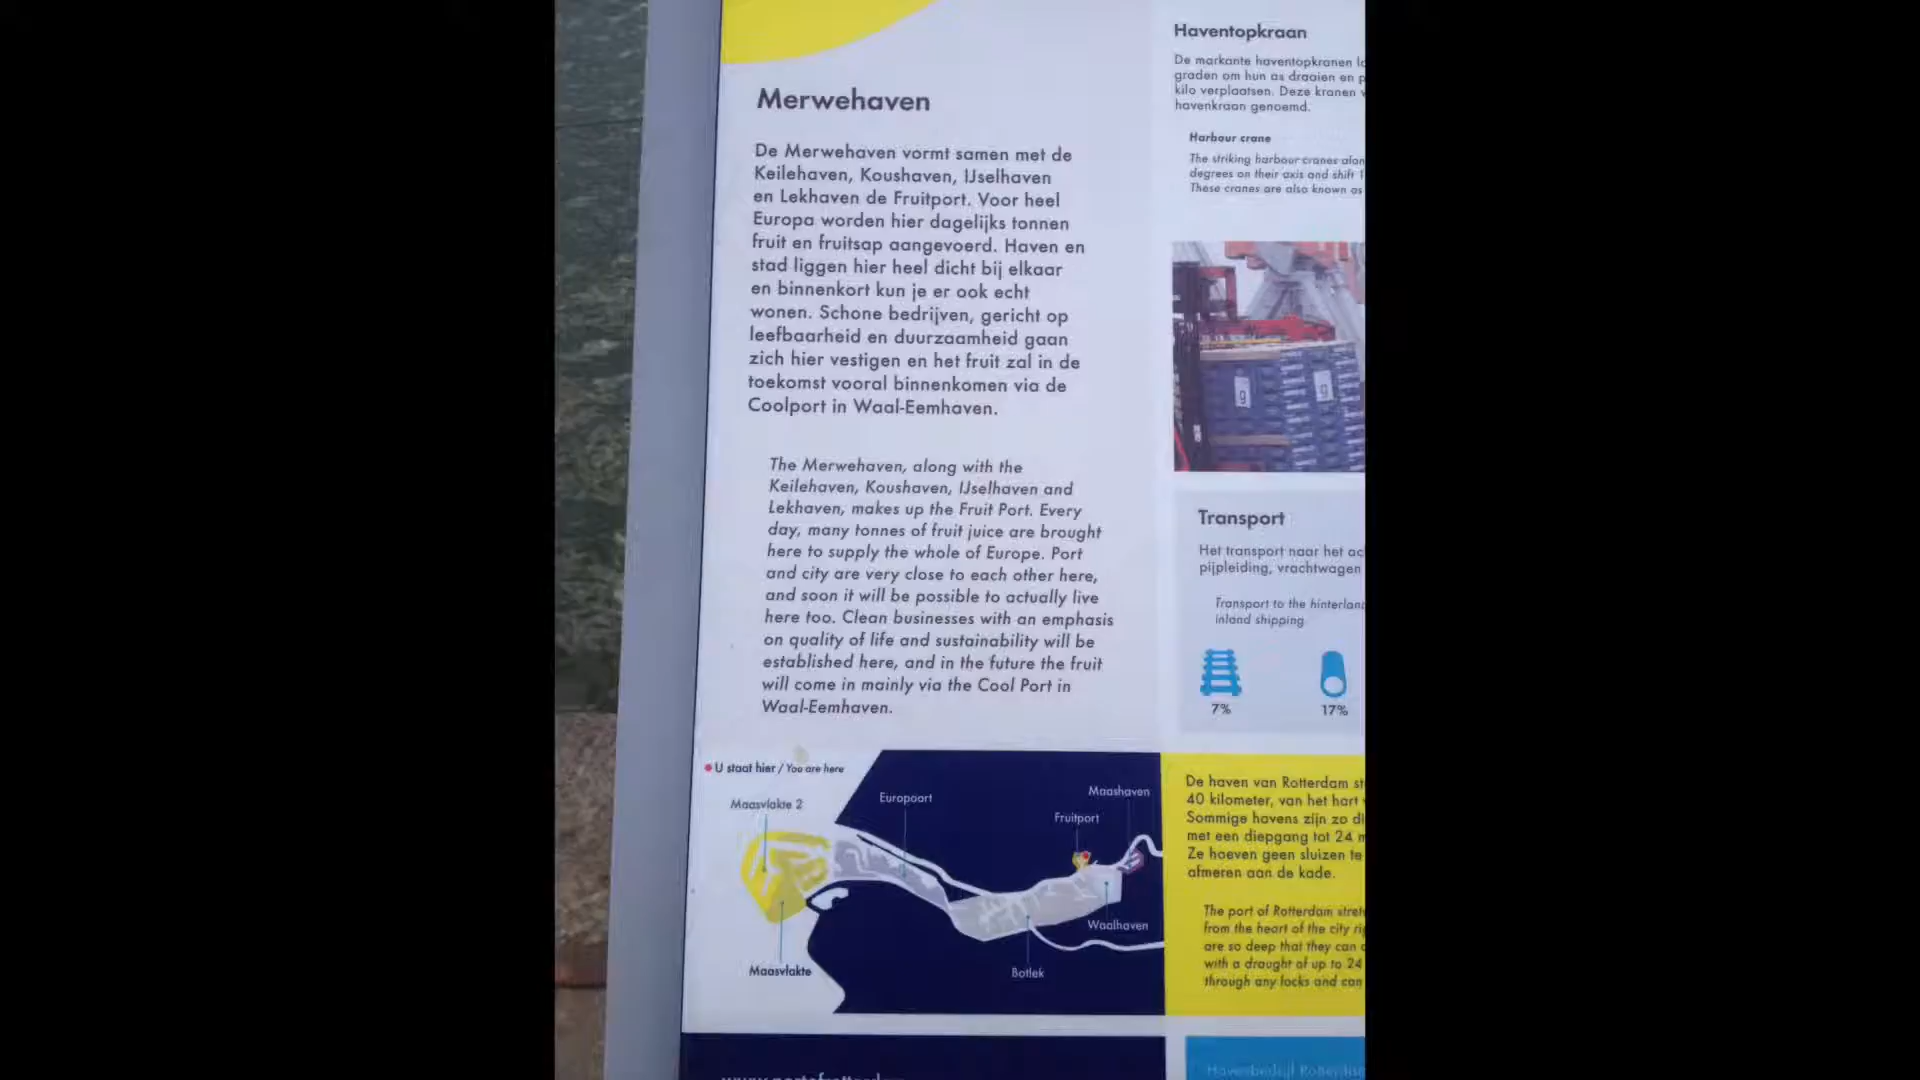 Merwehaven
De Merwehaven vormt samen met de
Keilehaven, Koushaven, IJselhaven
en Lekhaven de Fruitport. Voor heel
Europa worden hier dagelijks tonnen
fruit en fruitsap aangevoerd. Haven en
stad liggen hier heel dicht bij elkaar
en binnenkort kun je er ook echt
wonen. Schone bedrijven, gericht op
leefbaarheid en duurzaamheid gaan
zich hier vestigen en het fruit zal in de
toekomst vooral binnenkomen via de
Coolport in Waal-Eemhaven.
The Merwehaven, along with the
Keilehaven, Koushaven, IJselhaven and
Lekhaven, makes up the Fruit Port. Every
day, many tonnes of fruit juice are brought
here to supply the whole of Europe. Port
and city are very close to each other here,
and soon it will be possible to actually live
here too. Clean businesses with an emphasis
on quality of life and sustainability will be
established here, and in the future the fruit
will come in mainly via the Cool Port in
Waal-Eemhaven.
U staat hier / You are here
Maasvlakte 2
Europoort
Maashaven
Fruitport
Waalhaven
Maasvlakte
Botlek
Haventopkraan
De markante haventopkranen
graden om hun as draaien en
kilo verplaatsen. Deze kranen
havenkraan genoemd.
Harbour crane
The striking harbour cranes
degrees on their axis and shift
These cranes are also known as
Transport
Het transport naar het
pijpleiding, vrachtwagen
Transport to the
inland shipping
7%
17%
De haven van Rotterdam
40 kilometer, van het hart
Sommige havens zijn zo
met een diepgang tot 24
Ze hoeven geen sluizen te
afmeren aan de kade.
The port of Rotterdam
from the heart of the city
are so deep that they can
with a draught of up to 24
through any locks and can
Havenbedrijf Rotterdam